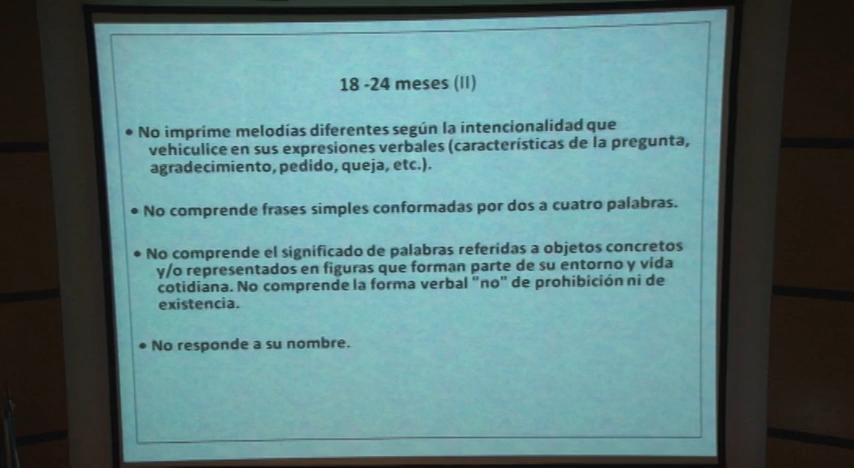 18 -24 meses (II)
• No imprime melodías diferentes según la intencionalidad que
vehiculice en sus expresiones verbales (características de la pregunta,
agradecimiento, pedido, queja, etc.).
• No comprende frases simples conformadas por dos a cuatro palabras.
• No comprende el significado de palabras referidas a objetos concretos
y/o representados en figuras que forman parte de su entorno y vida
cotidiana. No comprende la forma verbal "no" de prohibición ni de
existencia.
• No responde a su nombre.